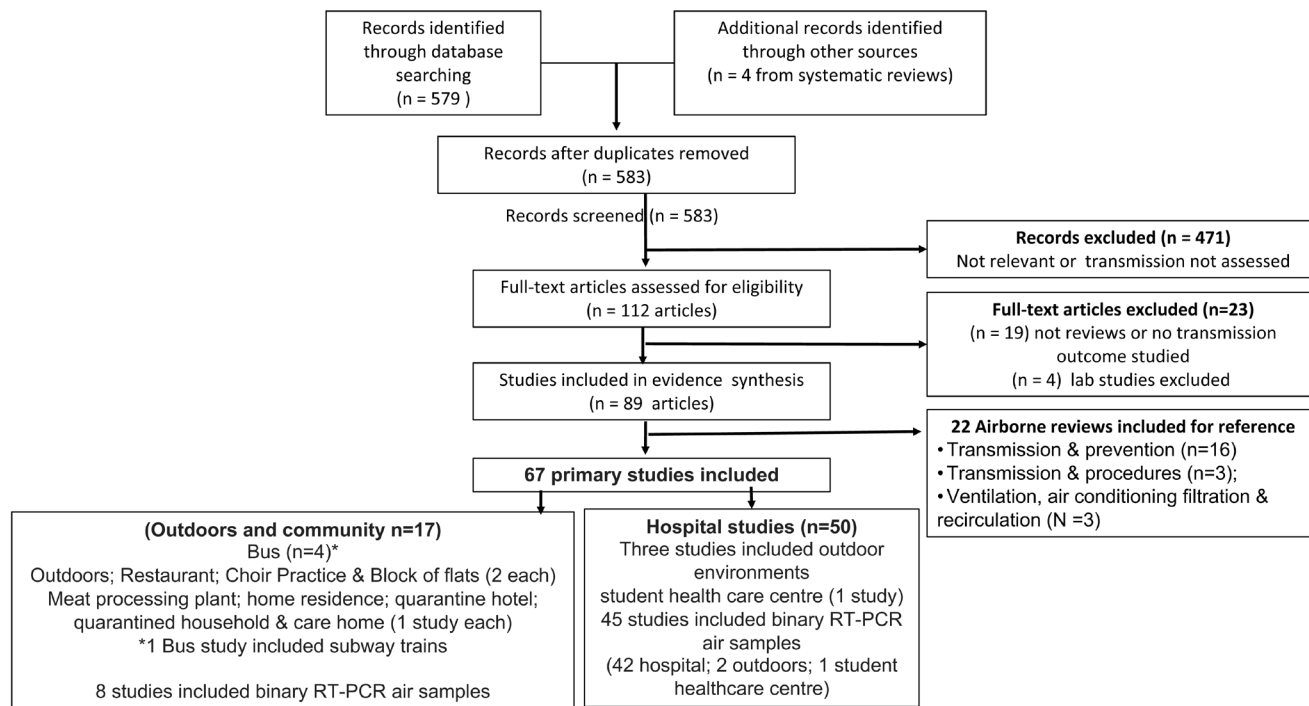 Records identified
through database
searching
(n = 579 )
Additional records identified
through other sources
(n = 4 from systematic reviews)
Records after duplicates removed
(n = 583)
Records screened (n = 583)
Records excluded (n = 471)
Not relevant or transmission not assessed
Full-text articles assessed for eligibility
(n = 112 articles)
Full-text articles excluded (n=23)
(n = 19) not reviews or no transmission
outcome studied
(n = 4) lab studies excluded
Studies included in evidence synthesis
(n = 89 articles)
22 Airborne reviews included for reference
• Transmission & prevention (n=16)
• Transmission & procedures (n=3);
• Ventilation, air conditioning filtration &
recirculation (N =3)
67 primary studies included
(Outdoors and community n=17)
Bus (n=4)*
Outdoors; Restaurant; Choir Practice & Block of flats (2 each)
Meat processing plant; home residence; quarantine hotel;
quarantined household & care home (1 study each)
*1 Bus study included subway trains
8 studies included binary RT-PCR air samples
Hospital studies (n=50)
Three studies included outdoor
environments
student health care centre (1 study)
45 studies included binary RT-PCR
air samples
(42 hospital; 2 outdoors; 1 student
healthcare centre)